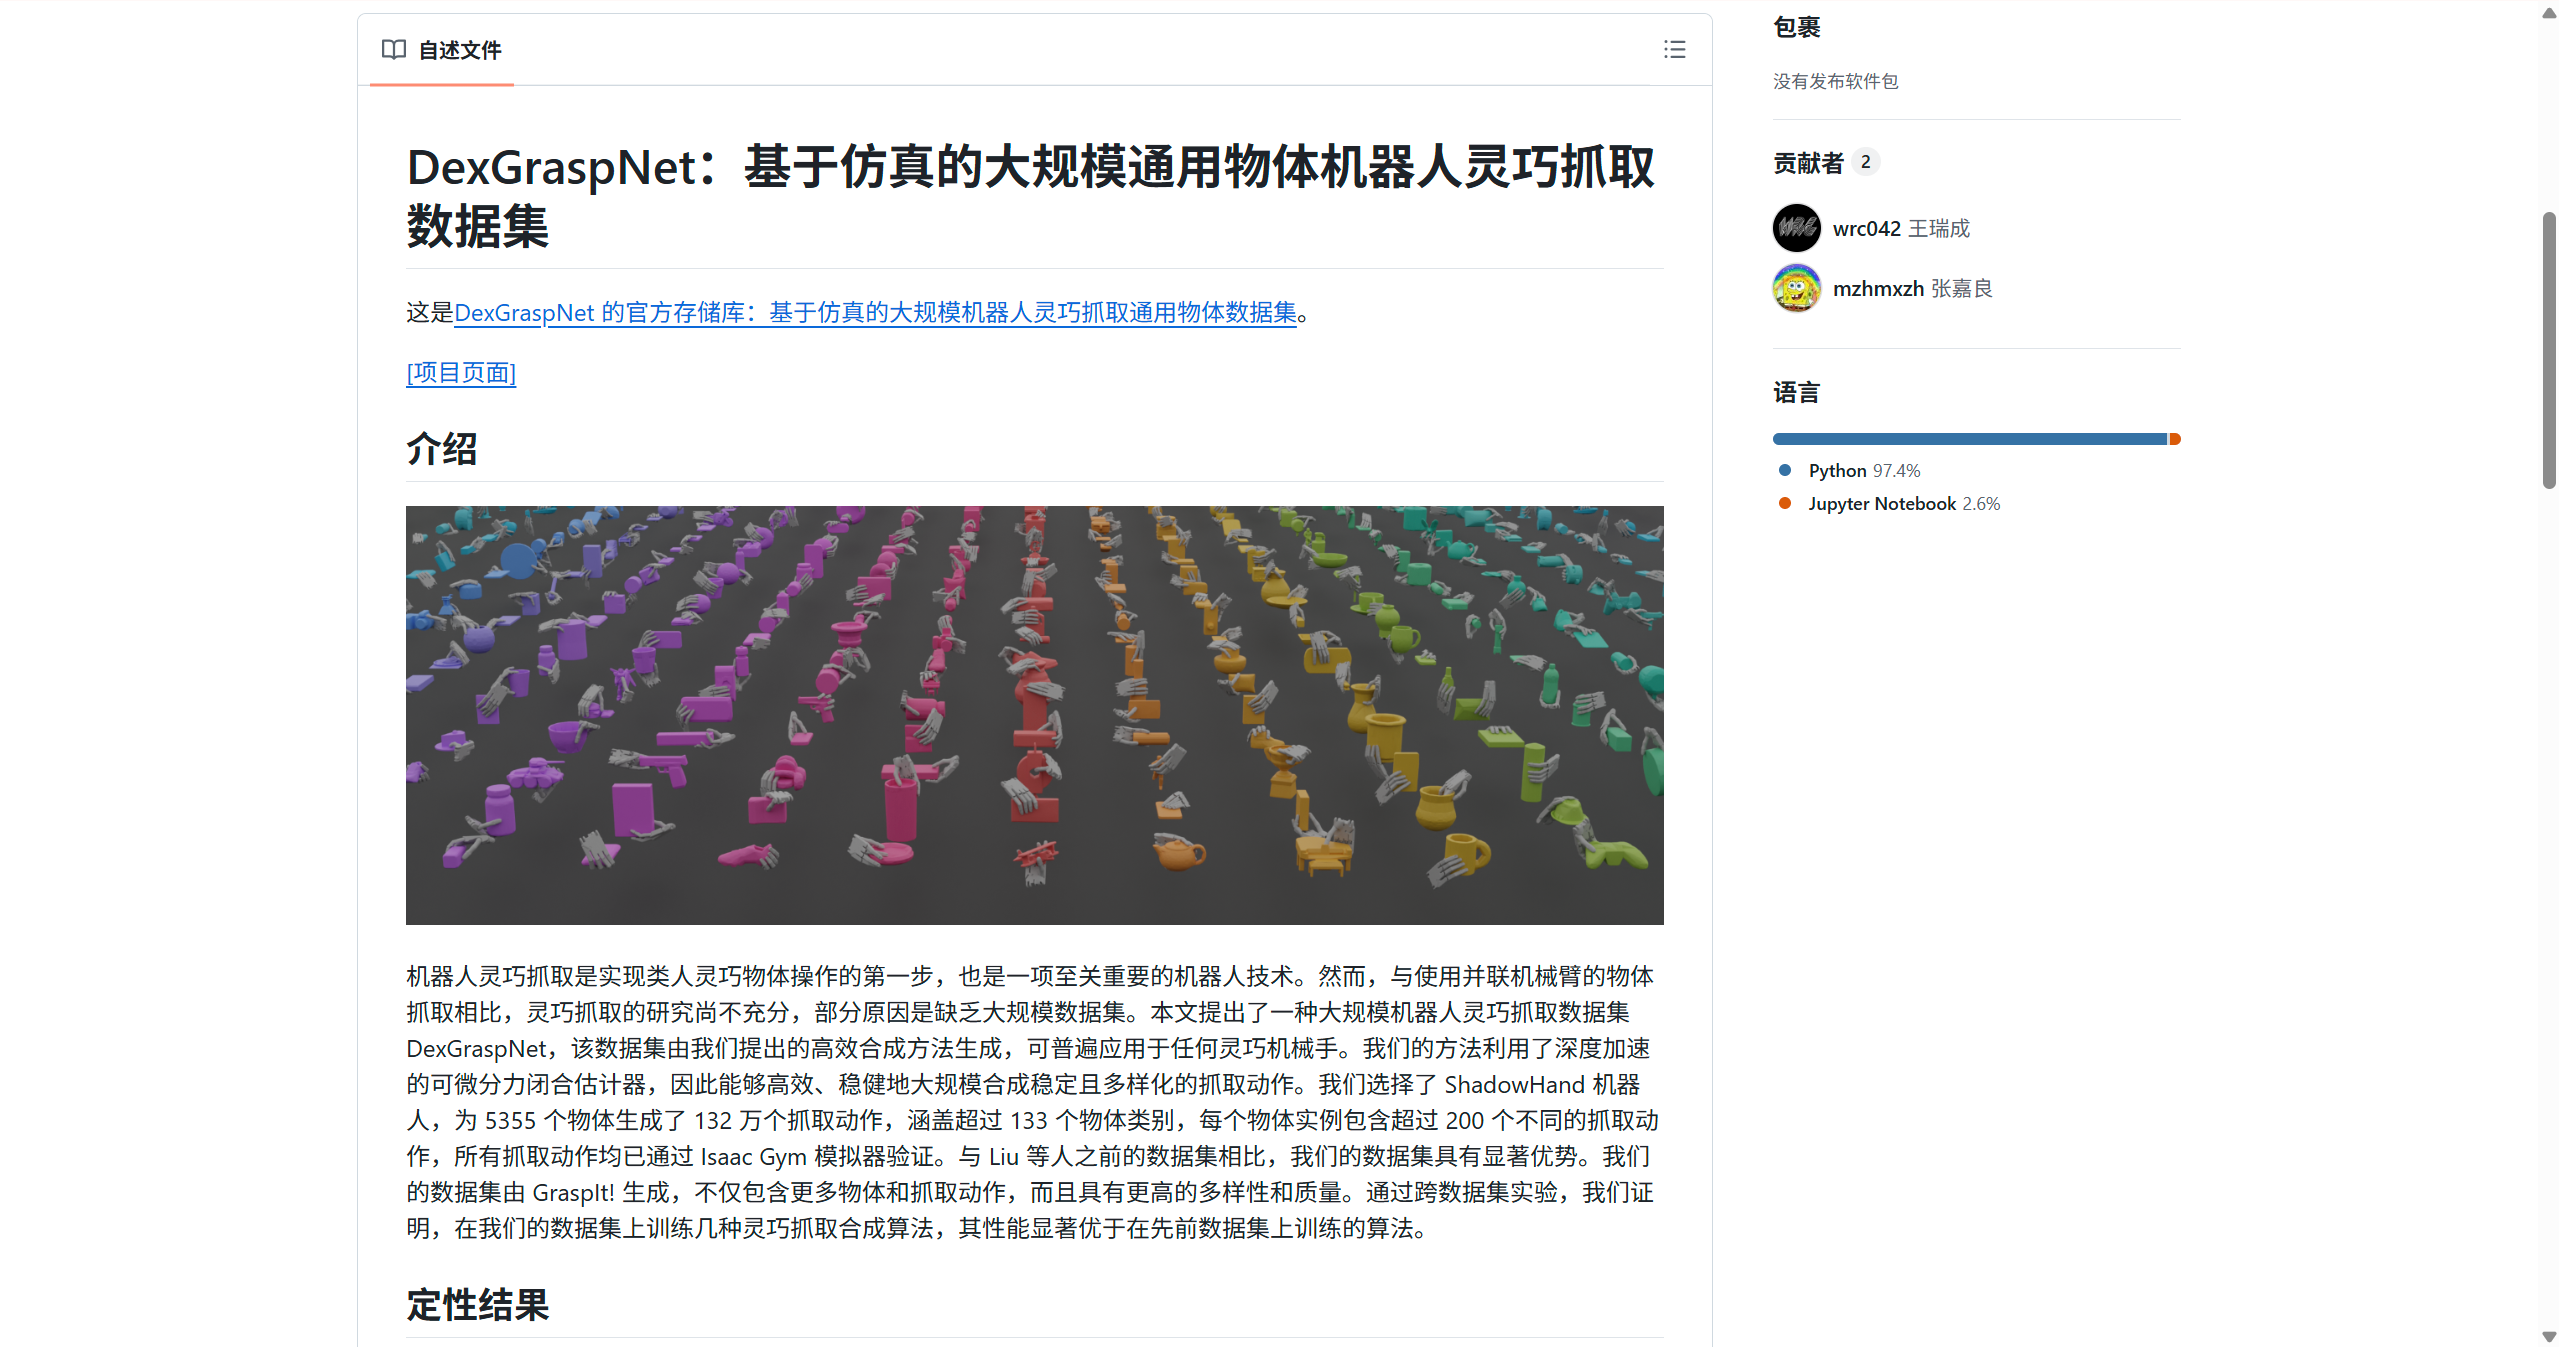 自述文件
DexGraspNet：基于仿真的大规模通用物体机器人灵巧抓取
数据集
这是DexGraspNet 的官方存储库：基于仿真的大规模机器人灵巧抓取通用物体数据集。
[项目页面]
介绍
机器人灵巧抓取是实现类人灵巧物体操作的第一步，也是一项至关重要的机器人技术。然而，与使用并联机械臂的物体
抓取相比，灵巧抓取的研究尚不充分，部分原因是缺乏大规模数据集。本文提出了一种大规模机器人灵巧抓取数据集
DexGraspNet，该数据集由我们提出的高效合成方法生成，可普遍应用于任何灵巧机械手。我们的方法利用了深度加速
的可微分力闭合估计器，因此能够高效、稳健地大规模合成稳定且多样化的抓取动作。我们选择了 ShadowHand 机器
人，为 5355 个物体生成了 132 万个抓取动作，涵盖超过 133 个物体类别，每个物体实例包含超过 200 个不同的抓取动
作，所有抓取动作均已通过 Isaac Gym 模拟器验证。与 Liu 等人之前的数据集相比，我们的数据集具有显著优势。我们
的数据集由 GraspIt! 生成，不仅包含更多物体和抓取动作，而且具有更高的多样性和质量。通过跨数据集实验，我们证
明，在我们的数据集上训练几种灵巧抓取合成算法，其性能显著优于在先前数据集上训练的算法。
定性结果
包裹
没有发布软件包
贡献者 2
wrc042 王瑞成
mzhmxzh 张嘉良
语言
Python 97.4%
Jupyter Notebook 2.6%